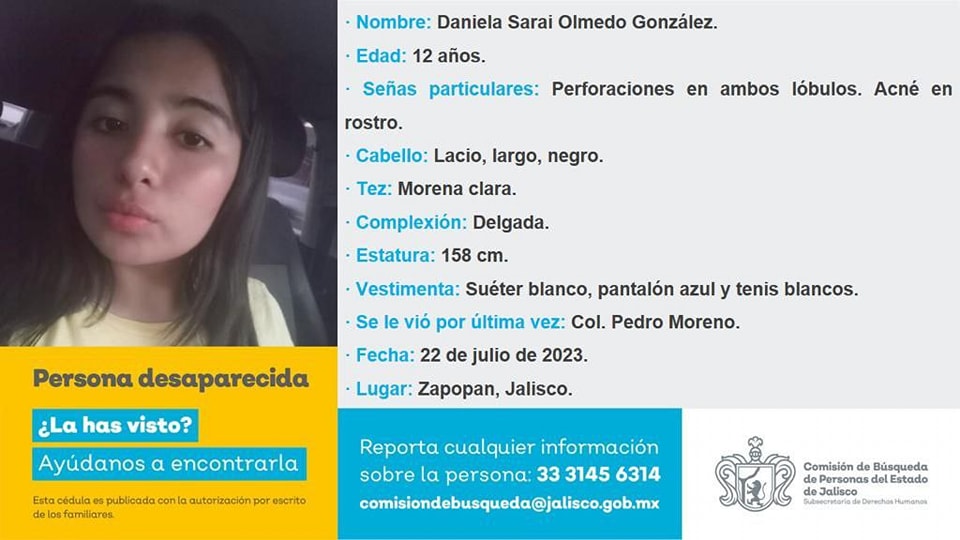 · Nombre: Daniela Sarai Olmedo González.
· Edad: 12 años.
· Señas particulares: Perforaciones en ambos lóbulos. Acné en
rostro.
· Cabello: Lacio, largo, negro.
· Tez: Morena clara.
· Complexión: Delgada.
· Estatura: 158 cm.
· Vestimenta: Suéter blanco, pantalón azul y tenis blancos.
· Se le vió por última vez: Col. Pedro Moreno.
· Fecha: 22 de julio de 2023.
· Lugar: Zapopan, Jalisco.
Persona desaparecida
¿La has visto?
Ayúdanos a encontrarla
Esta cédula es publicada con la autorización por escrito
de los familiares.
Reporta cualquier información
sobre la persona: 33 3145 6314
comisiondebusqueda@jalisco.gob.mx
Comisión de Búsqueda
de Personas del Estado
de Jalisco
Subsecretaría de Derechos Humanos